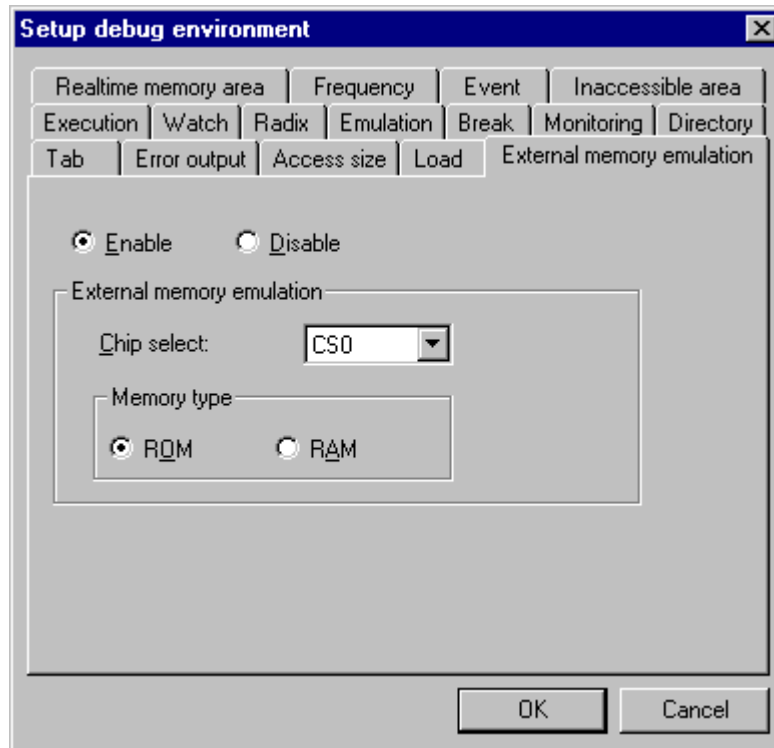 Setup debug environment
Realtime memory area Frequency Event Inaccessible area
Execution Watch Radix Emulation Break Monitoring Directory
Tab Error output Access size Load External memory emulation
Enable Disable
External memory emulation
Chip select: CS0
Memory type
ROM RAM
OK Cancel